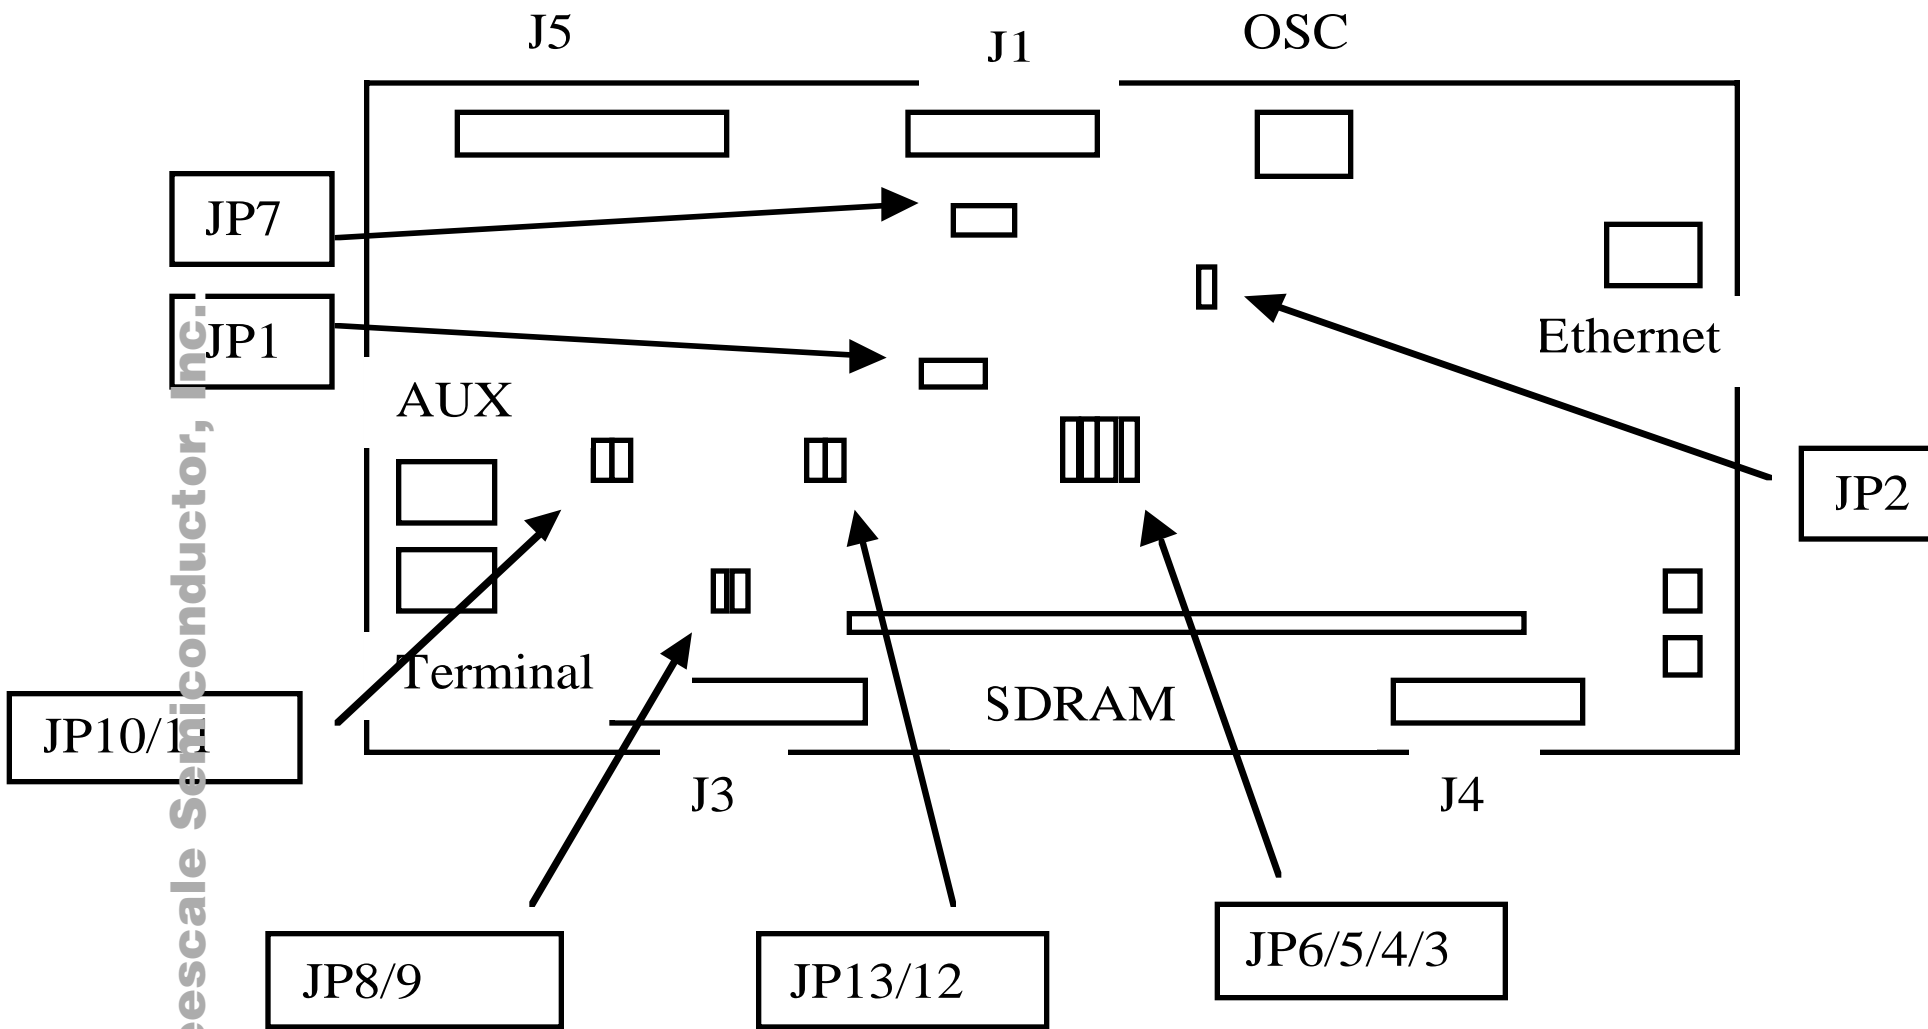 J5
J1
OSC
JP7
JP1
Ethernet
AUX
JP2
Terminal
SDRAM
JP10/11
J3
J4
JP8/9
JP13/12
JP6/5/4/3
eescale Semiconductor, Inc.